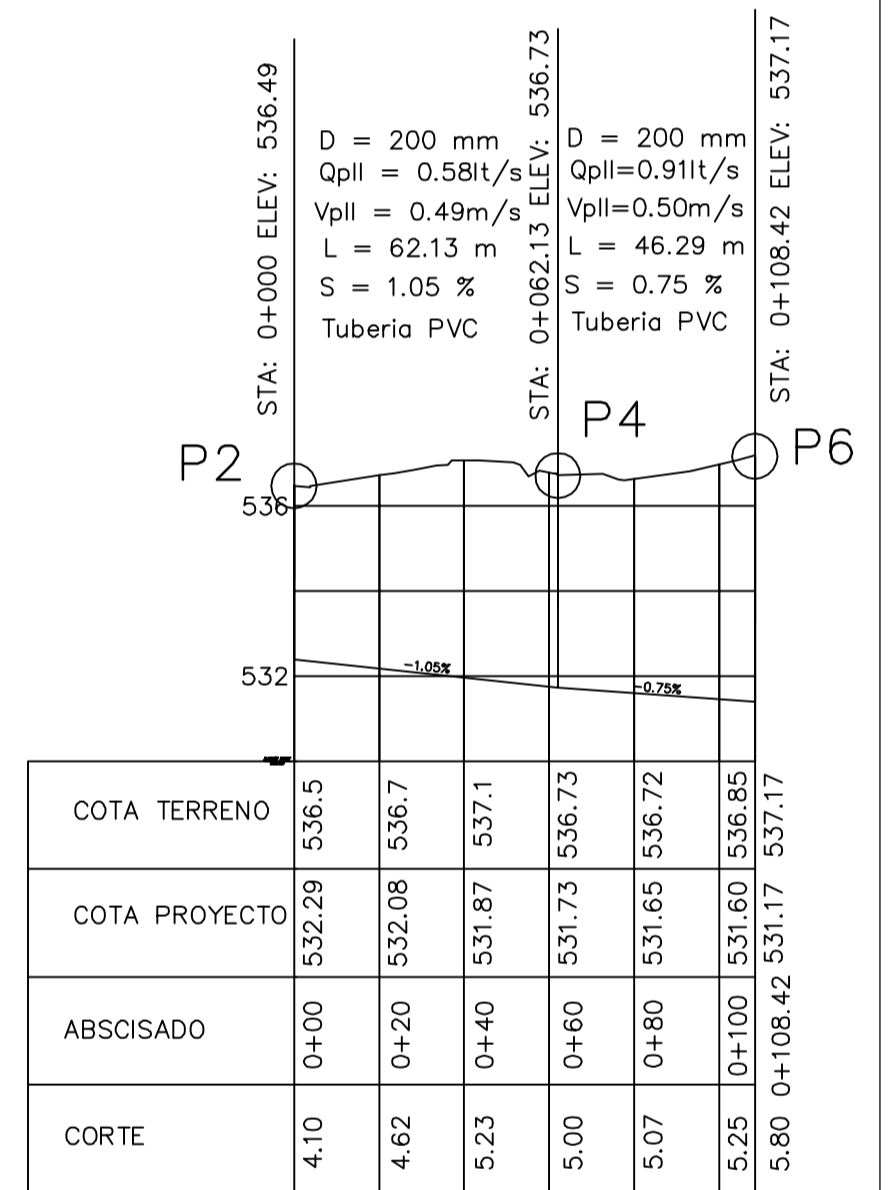 STA: 0+000 ELEV: 536.49
D = 200 mm
Qpll = 0.58lt/s
Vpll = 0.49m/s
L = 62.13 m
S = 1.05 %
Tuberia PVC
STA: 0+062.13 ELEV: 536.73
D = 200 mm
Qpll=0.91lt/s
Vpll=0.50m/s
L = 46.29 m
S = 0.75 %
Tuberia PVC
STA: 0+108.42 ELEV: 537.17
P2
P4
P6
536
532
-1.05%
-0.75%
COTA TERRENO 536.5 536.7 537.1 536.73 536.72 536.85 537.17
COTA PROYECTO 532.29 532.08 531.87 531.73 531.65 531.60 531.17
ABSCISADO 0+00 0+20 0+40 0+60 0+80 0+100 0+108.42
CORTE 4.10 4.62 5.23 5.00 5.07 5.25 5.80